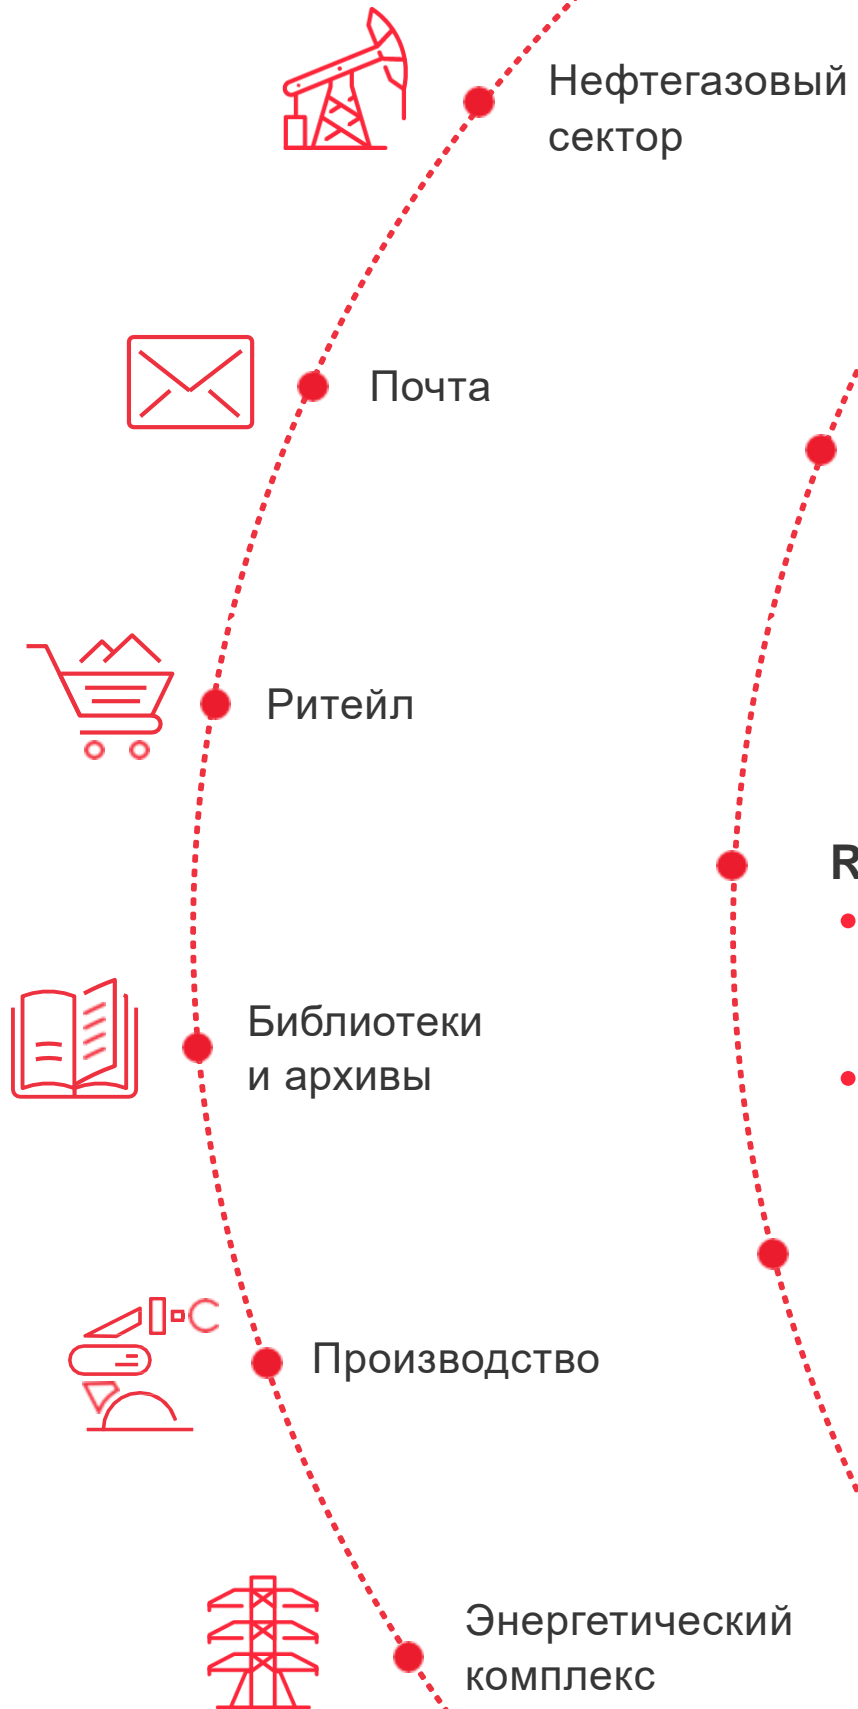 Нефтегазовый
сектор
Почта
Ритейл
R
Библиотеки
и архивы
Производство
Энергетический
комплекс